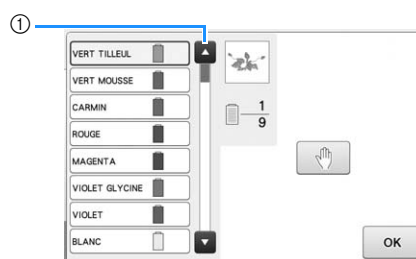 ①
VERT TILLEUL
VERT MOUSSE
CARMIN
ROUGE
MAGENTA
VIOLET GLYCINE
VIOLET
BLANC
1
9
OK